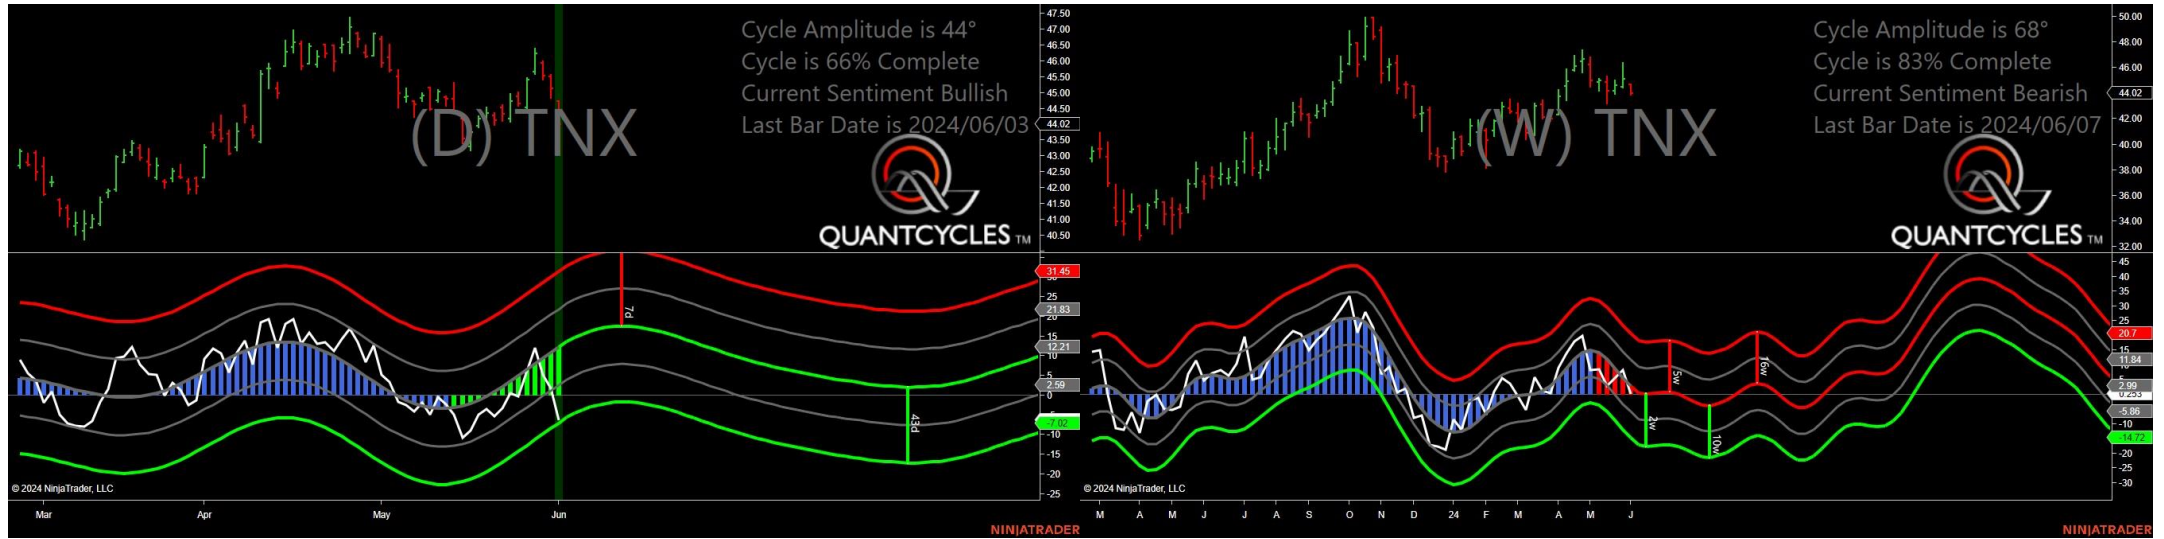 Cycle Amplitude is 44°
Cycle is 66% Complete
Current Sentiment Bullish
Last Bar Date is 2024/06/03
(D) TNX
QUANTCYCLES TM
47.50
47.00
46.50
46.00
45.50
45.00
44.50
44.02
43.50
43.00
42.50
42.00
41.50
41.00
40.50
31.45
25
21.83
20
15
12.21
10
5
2.59
0
-7.02
-10
-15
-20
-25
7d
43d
© 2024 NinjaTrader, LLC
Mar Apr May Jun
NINJATRADER
Cycle Amplitude is 68°
Cycle is 83% Complete
Current Sentiment Bearish
Last Bar Date is 2024/06/07
(W) TNX
QUANTCYCLES TM
50.00
48.00
46.00
44.02
42.00
40.00
38.00
36.00
34.00
32.00
45
40
35
30
25
20.7
15
11.84
2.99
0.253
-5.86
-10
-14.72
-20
-25
-30
5w
16w
2w
10w
© 2024 NinjaTrader, LLC
M A M J J A S O N D 24 F M A M J
NINJATRADER